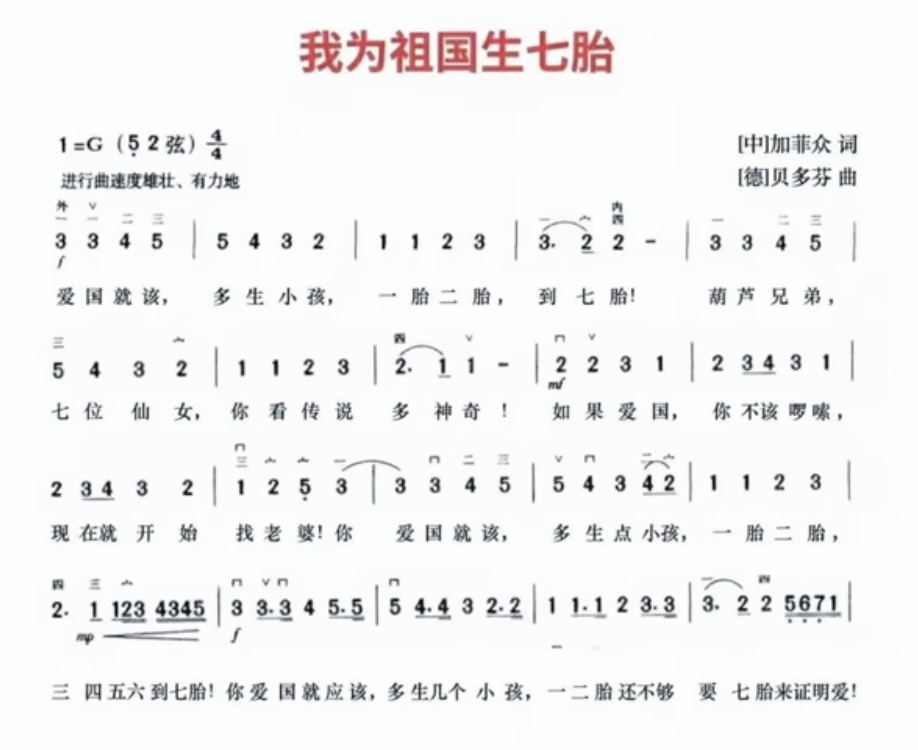 我为祖国生七胎
1=G（5 2弦）4/4
[中]加菲众 词
进行曲速度雄壮、有力地
[德]贝多芬 曲
外 ∨ 内
一 一 二 三 一 ㅗ 四 一 二 三
3 3 4 5 | 5 4 3 2 | 1 1 2 3 | 3. 2 2 - | 3 3 4 5 |
f
爱国就该，多生小孩，一胎二胎，到七胎！葫芦兄弟，
三 ㅗ 四 ∨ ⊓ ∨
5 4 3 2 | 1 1 2 3 | 2. 1 1 - | 2 2 3 1 | 2 3 4 3 1 |
mf
七位仙女，你看传说多神奇！如果爱国，你不该啰嗦，
⊓
三 ㅗ ㅗ 一 ⊓ 二 三 ∨ ⊓ 二 ㅗ
2 3 4 3 2 | 1 2 5 3 | 3 3 4 5 | 5 4 3 4 2 | 1 1 2 3 |
现在就开始找老婆！你爱国就该，多生点小孩，一胎二胎，
四 三 ㅗ ⊓ ∨ ⊓ ⊓ 一 四
2. 1 123 4345 | 3 3.3 4 5.5 | 5 4.4 3 2.2 | 1 1.1 2 3.3 | 3. 2 2 5671 |
mp f
三四五六到七胎！你爱国就应该，多生几个小孩，一二胎还不够 要七胎来证明爱！